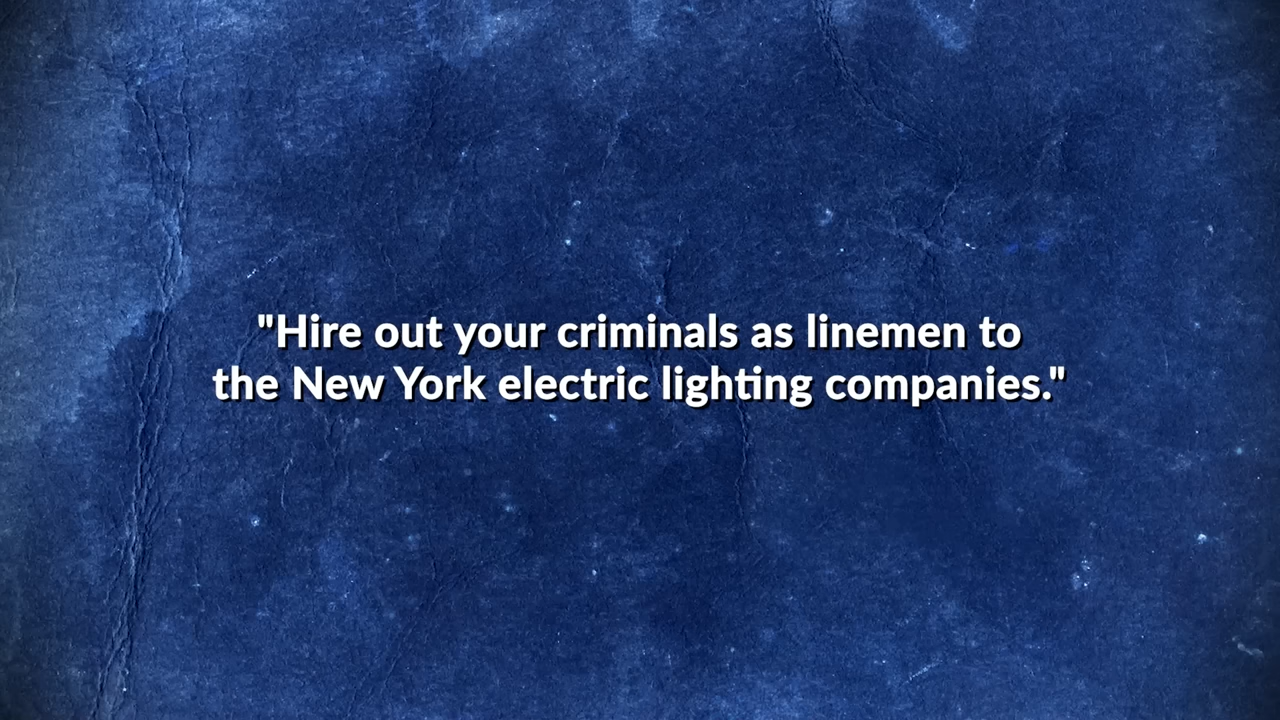 "Hire out your criminals as linemen to
the New York electric lighting companies."